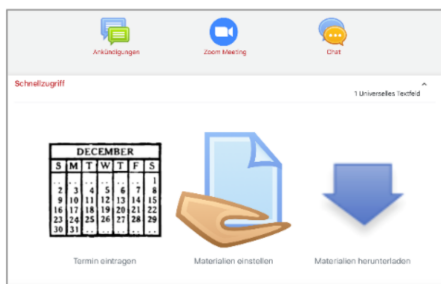 Ankündigungen
Zoom Meeting
Chat
Schnellzugriff
1 Universelles Textfeld
DECEMBER
S M T W T F S
.. .. .. .. .. .. 1
2 3 4 5 6 7 8
9 10 11 12 13 14 15
16 17 18 19 20 21 22
23 24 25 26 27 28 29
30 31 .. .. .. .. ..
Termin eintragen
Materialien einstellen
Materialien herunterladen